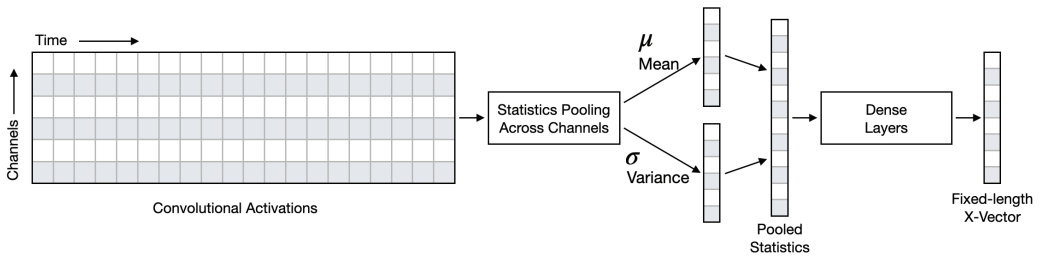 Time
Channels
Convolutional Activations
Statistics Pooling
Across Channels
μ
Mean
σ
Variance
Pooled
Statistics
Dense
Layers
Fixed-length
X-Vector